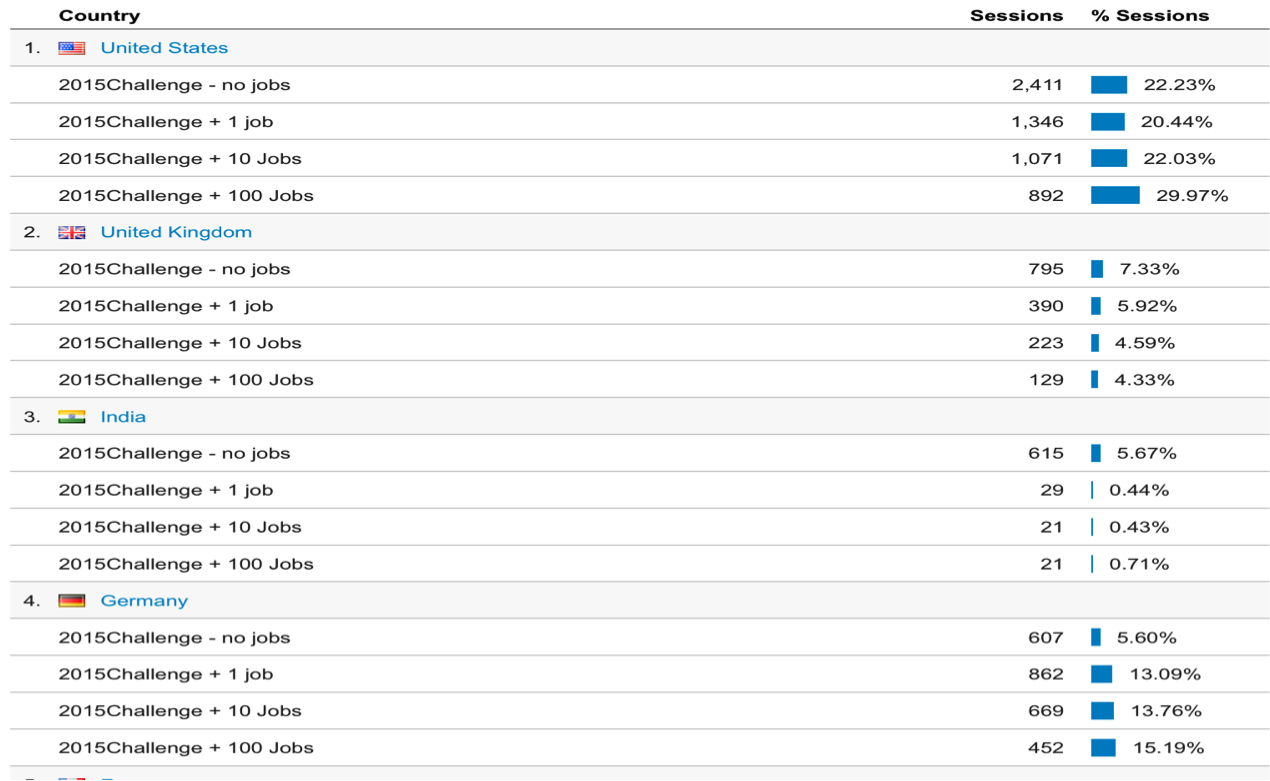 Country Sessions % Sessions
1. United States
2015Challenge - no jobs 2,411 22.23%
2015Challenge + 1 job 1,346 20.44%
2015Challenge + 10 Jobs 1,071 22.03%
2015Challenge + 100 Jobs 892 29.97%
2. United Kingdom
2015Challenge - no jobs 795 7.33%
2015Challenge + 1 job 390 5.92%
2015Challenge + 10 Jobs 223 4.59%
2015Challenge + 100 Jobs 129 4.33%
3. India
2015Challenge - no jobs 615 5.67%
2015Challenge + 1 job 29 0.44%
2015Challenge + 10 Jobs 21 0.43%
2015Challenge + 100 Jobs 21 0.71%
4. Germany
2015Challenge - no jobs 607 5.60%
2015Challenge + 1 job 862 13.09%
2015Challenge + 10 Jobs 669 13.76%
2015Challenge + 100 Jobs 452 15.19%